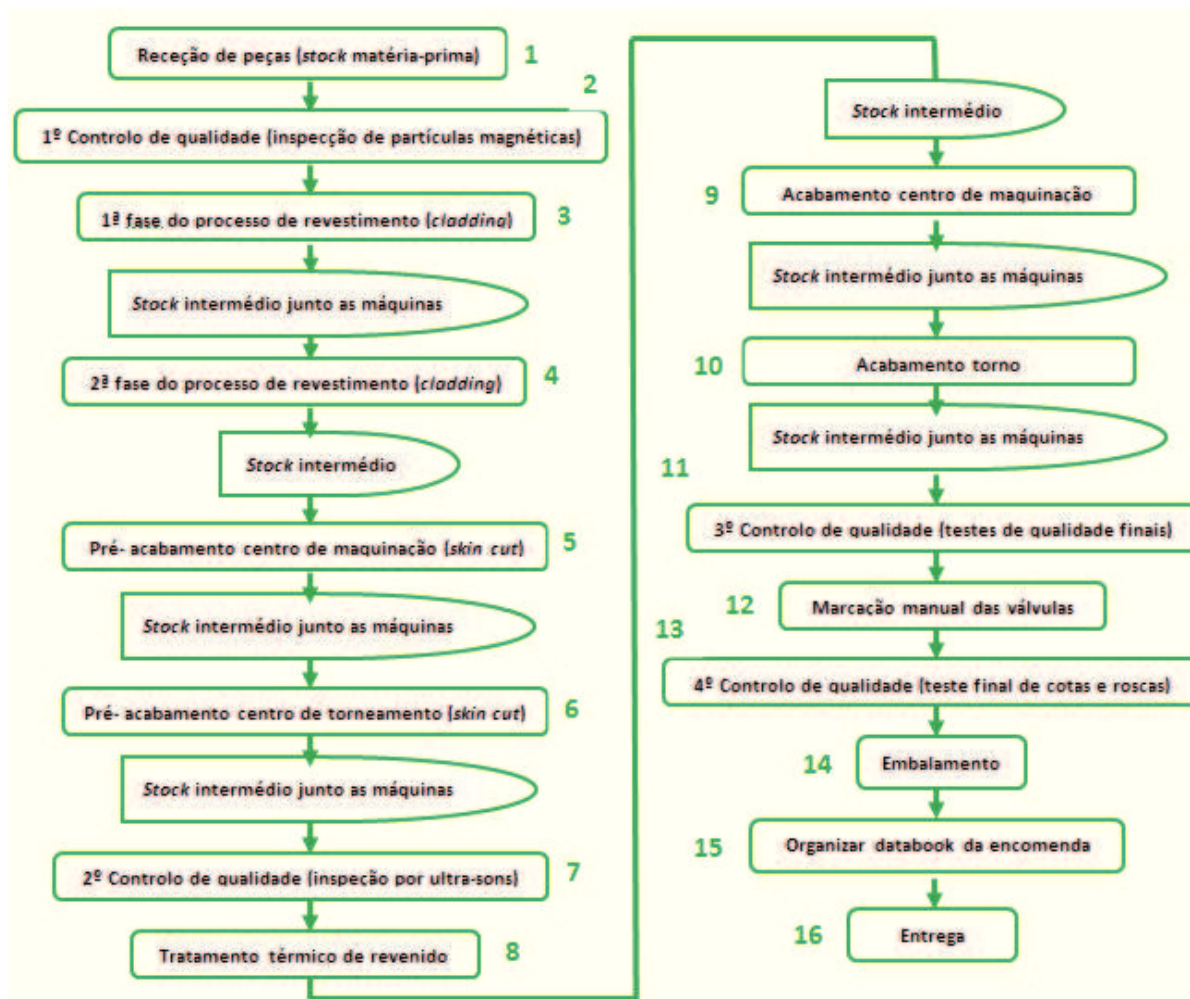 Receção de peças (stock matéria-prima) 1
2
1º Controlo de qualidade (inspecção de partículas magnéticas)
1ª fase do processo de revestimento (cladding) 3
Stock intermédio junto as máquinas
2ª fase do processo de revestimento (cladding) 4
Stock intermédio
Pré- acabamento centro de maquinação (skin cut) 5
Stock intermédio junto as máquinas
Pré- acabamento centro de torneamento (skin cut) 6
Stock intermédio junto as máquinas
2º Controlo de qualidade (inspeção por ultra-sons) 7
Tratamento térmico de revenido 8
Stock intermédio
9 Acabamento centro de maquinação
Stock intermédio junto as máquinas
10 Acabamento torno
Stock intermédio junto as máquinas
11
3º Controlo de qualidade (testes de qualidade finais)
12 Marcação manual das válvulas
13
4º Controlo de qualidade (teste final de cotas e roscas)
14 Embalamento
15 Organizar databook da encomenda
16 Entrega